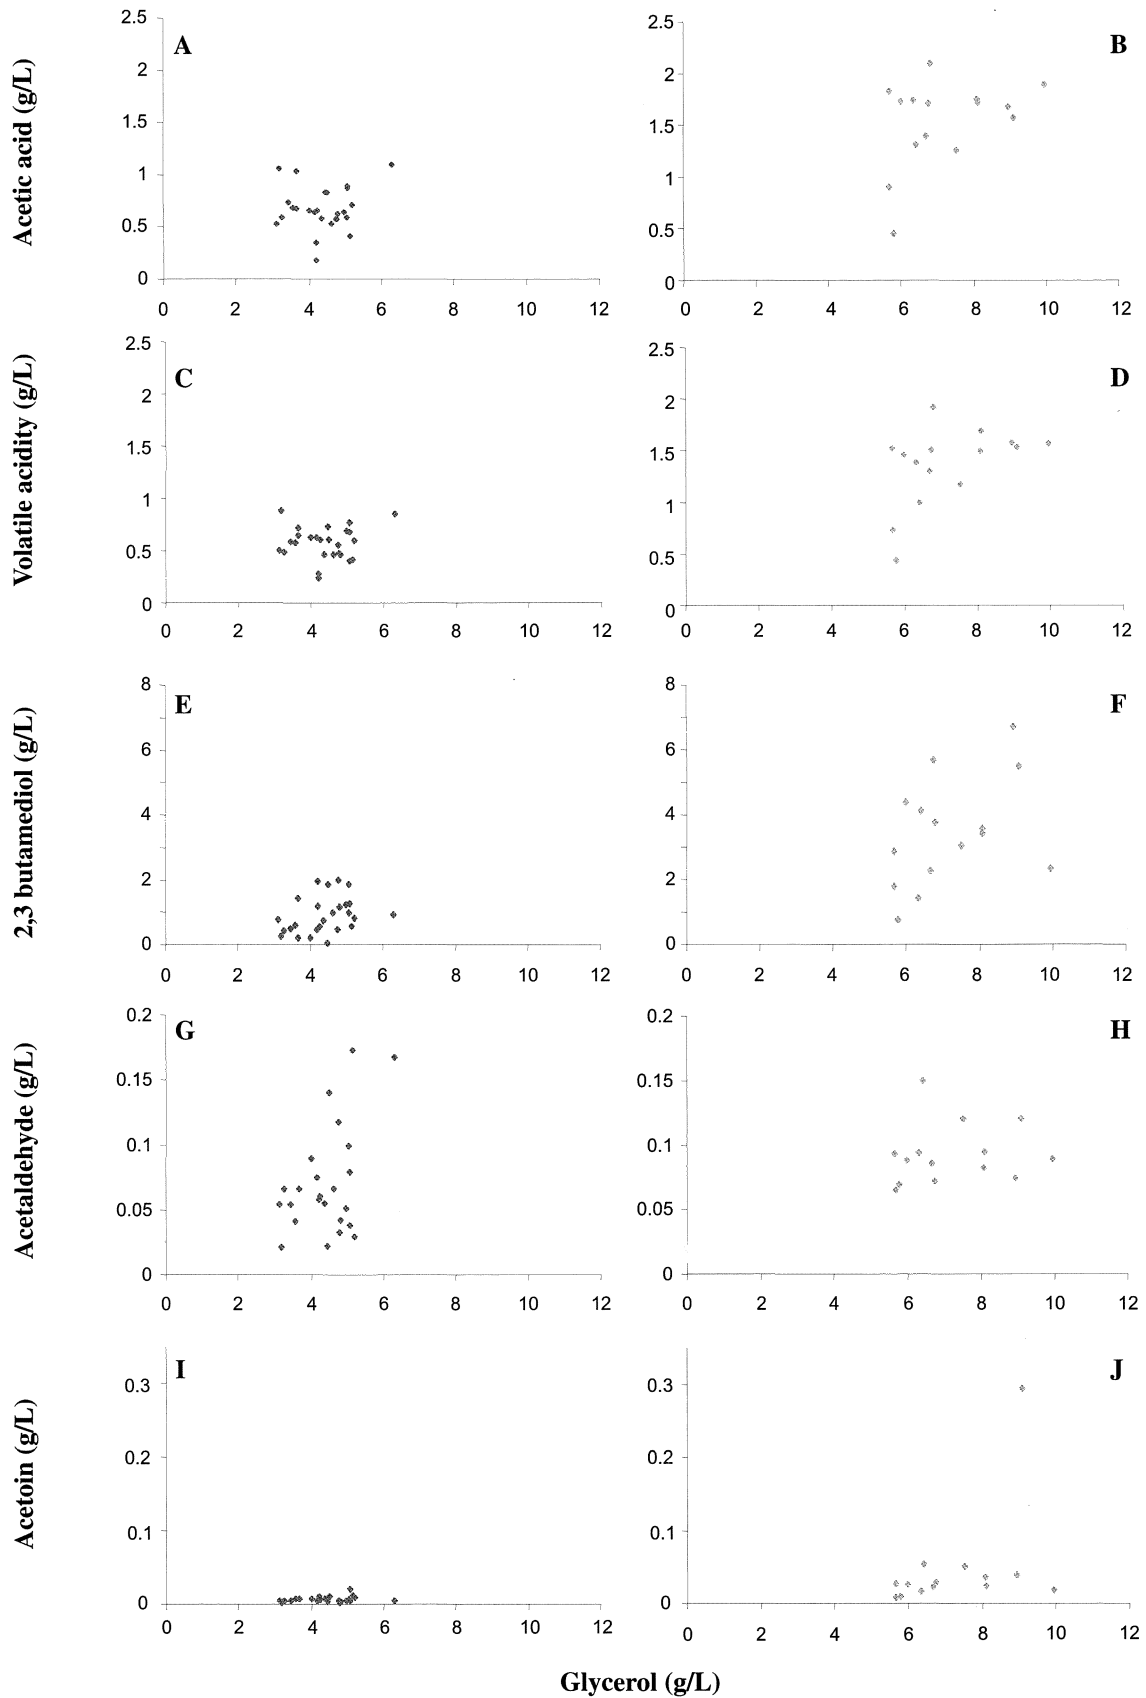 A
B
Acetic acid (g/L)
2.5
2
1.5
1
0.5
0
0 2 4 6 8 10 12
2.5
2
1.5
1
0.5
0
0 2 4 6 8 10 12
C
D
Volatile acidity (g/L)
2.5
2
1.5
1
0.5
0
0 2 4 6 8 10 12
2.5
2
1.5
1
0.5
0
0 2 4 6 8 10 12
E
F
2,3 butamediol (g/L)
8
6
4
2
0
0 2 4 6 8 10 12
8
6
4
2
0
0 2 4 6 8 10 12
G
H
Acetaldehyde (g/L)
0.2
0.15
0.1
0.05
0
0 2 4 6 8 10 12
0.2
0.15
0.1
0.05
0
0 2 4 6 8 10 12
I
J
Acetoin (g/L)
0.3
0.2
0.1
0
0 2 4 6 8 10 12
0.3
0.2
0.1
0
0 2 4 6 8 10 12
Glycerol (g/L)